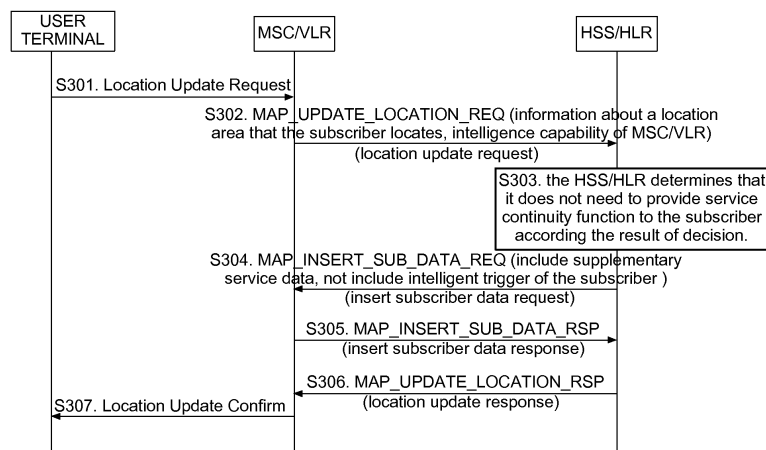 USER
TERMINAL
MSC/VLR
HSS/HLR
S301. Location Update Request
S302. MAP_UPDATE_LOCATION_REQ (information about a location
area that the subscriber locates, intelligence capability of MSC/VLR)
(location update request)
S303. the HSS/HLR determines that
it does not need to provide service
continuity function to the subscriber
according the result of decision.
S304. MAP_INSERT_SUB_DATA_REQ (include supplementary
service data, not include intelligent trigger of the subscriber )
(insert subscriber data request)
S305. MAP_INSERT_SUB_DATA_RSP
(insert subscriber data response)
S306. MAP_UPDATE_LOCATION_RSP
(location update response)
S307. Location Update Confirm